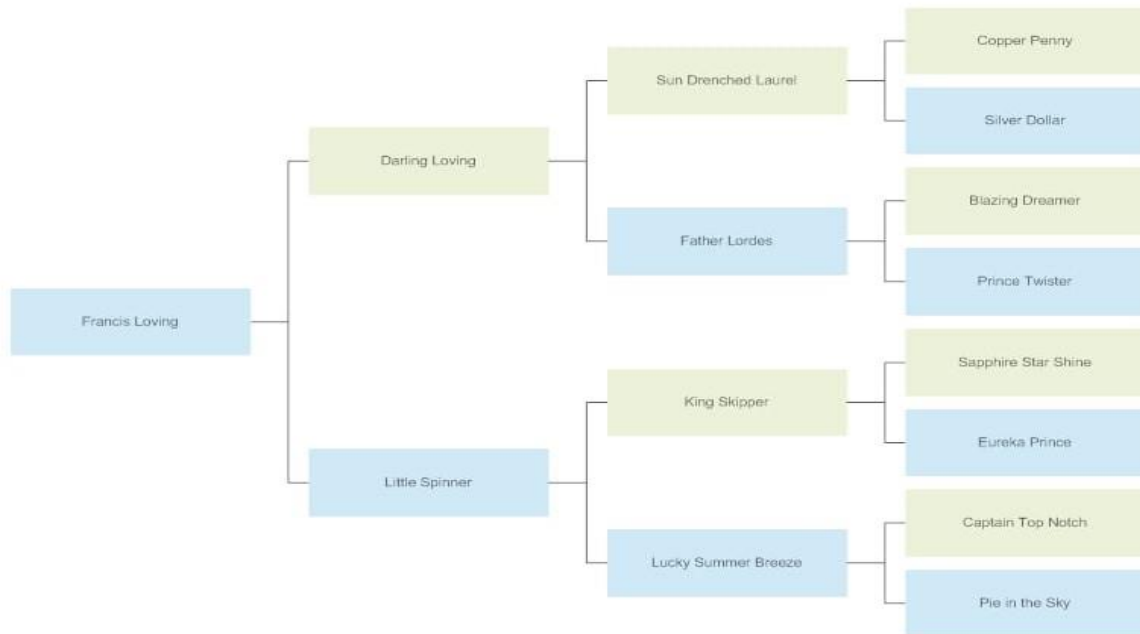 Copper Penny
Sun Drenched Laurel
Silver Dollar
Darling Loving
Blazing Dreamer
Father Lordes
Prince Twister
Francis Loving
Sapphire Star Shine
King Skipper
Eureka Prince
Little Spinner
Captain Top Notch
Lucky Summer Breeze
Pie in the Sky